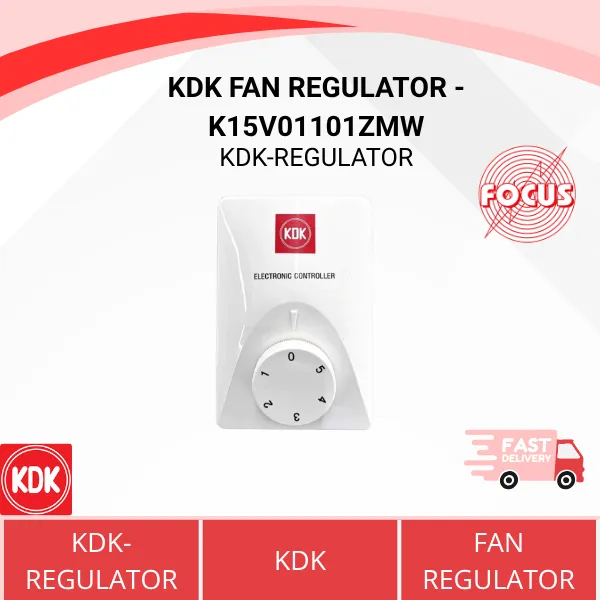 KDK FAN REGULATOR -
K15V01101ZMW
KDK-REGULATOR
FOCUS
KDK
ELECTRONIC CONTROLLER
0
1
5
2
4
3
FAST
DELIVERY
KDK
KDK-
REGULATOR
KDK
FAN
REGULATOR